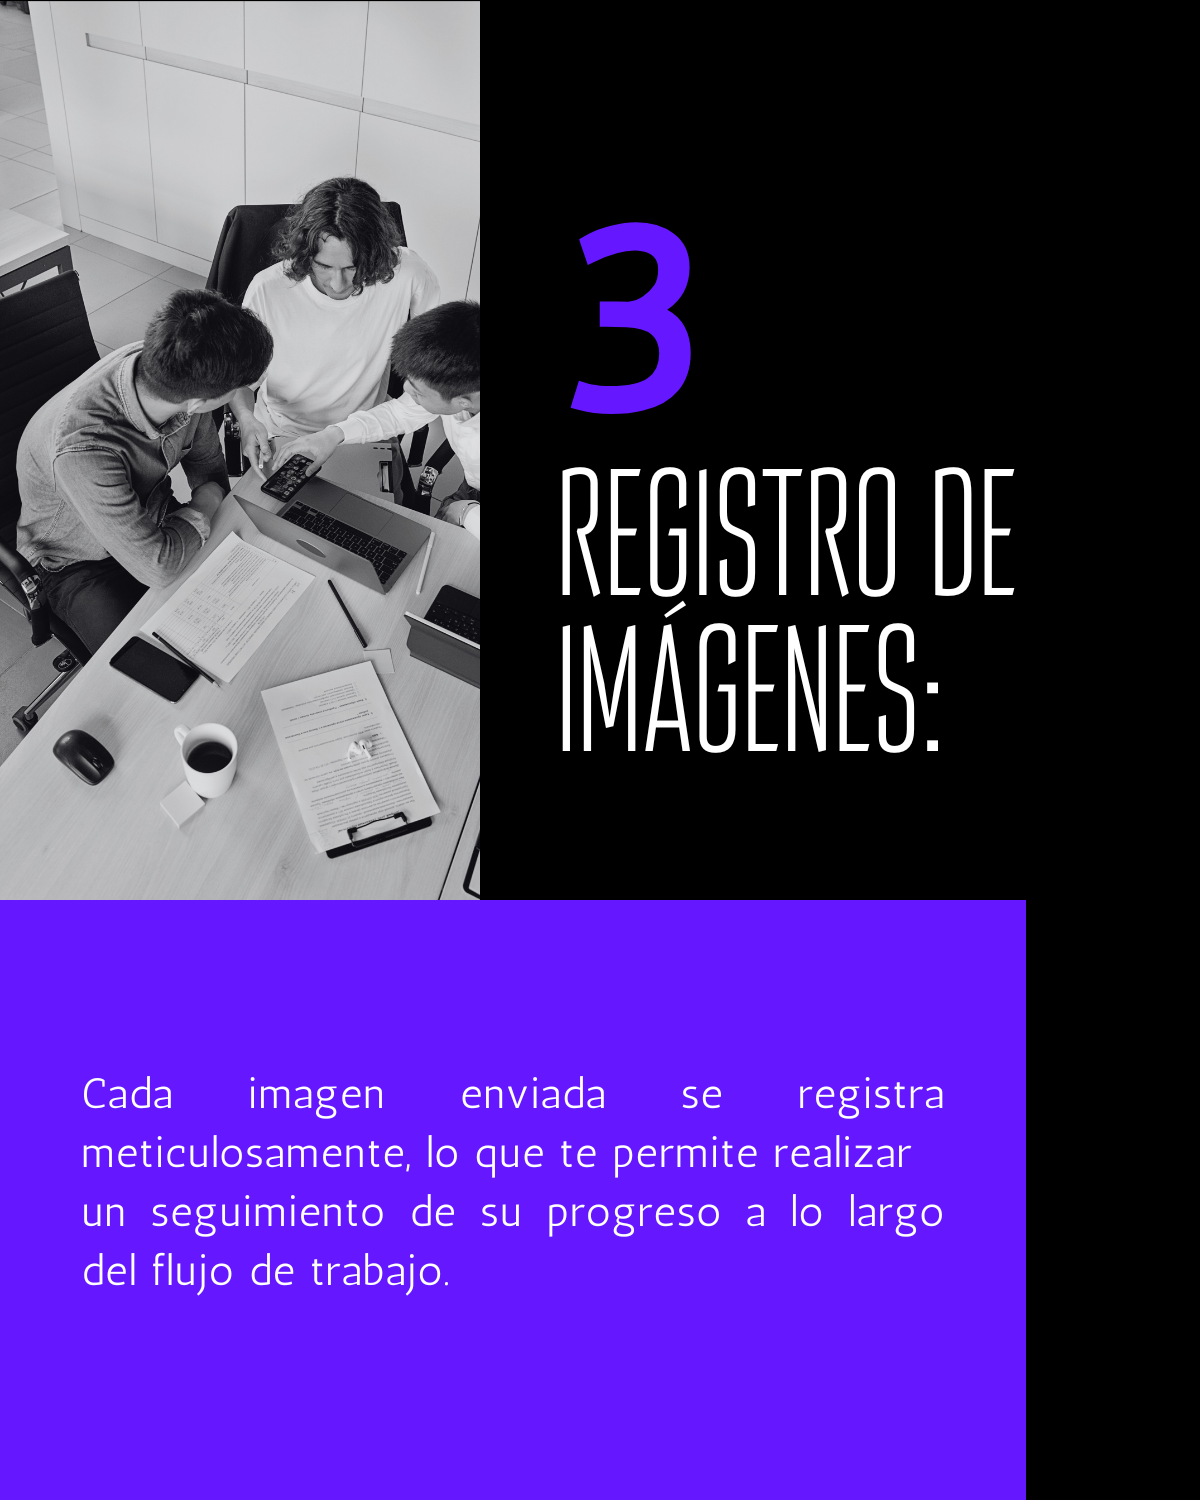 3
REGISTRO DE
IMÁGENES:
Cada imagen enviada se registra
meticulosamente, lo que te permite realizar
un seguimiento de su progreso a lo largo
del flujo de trabajo.